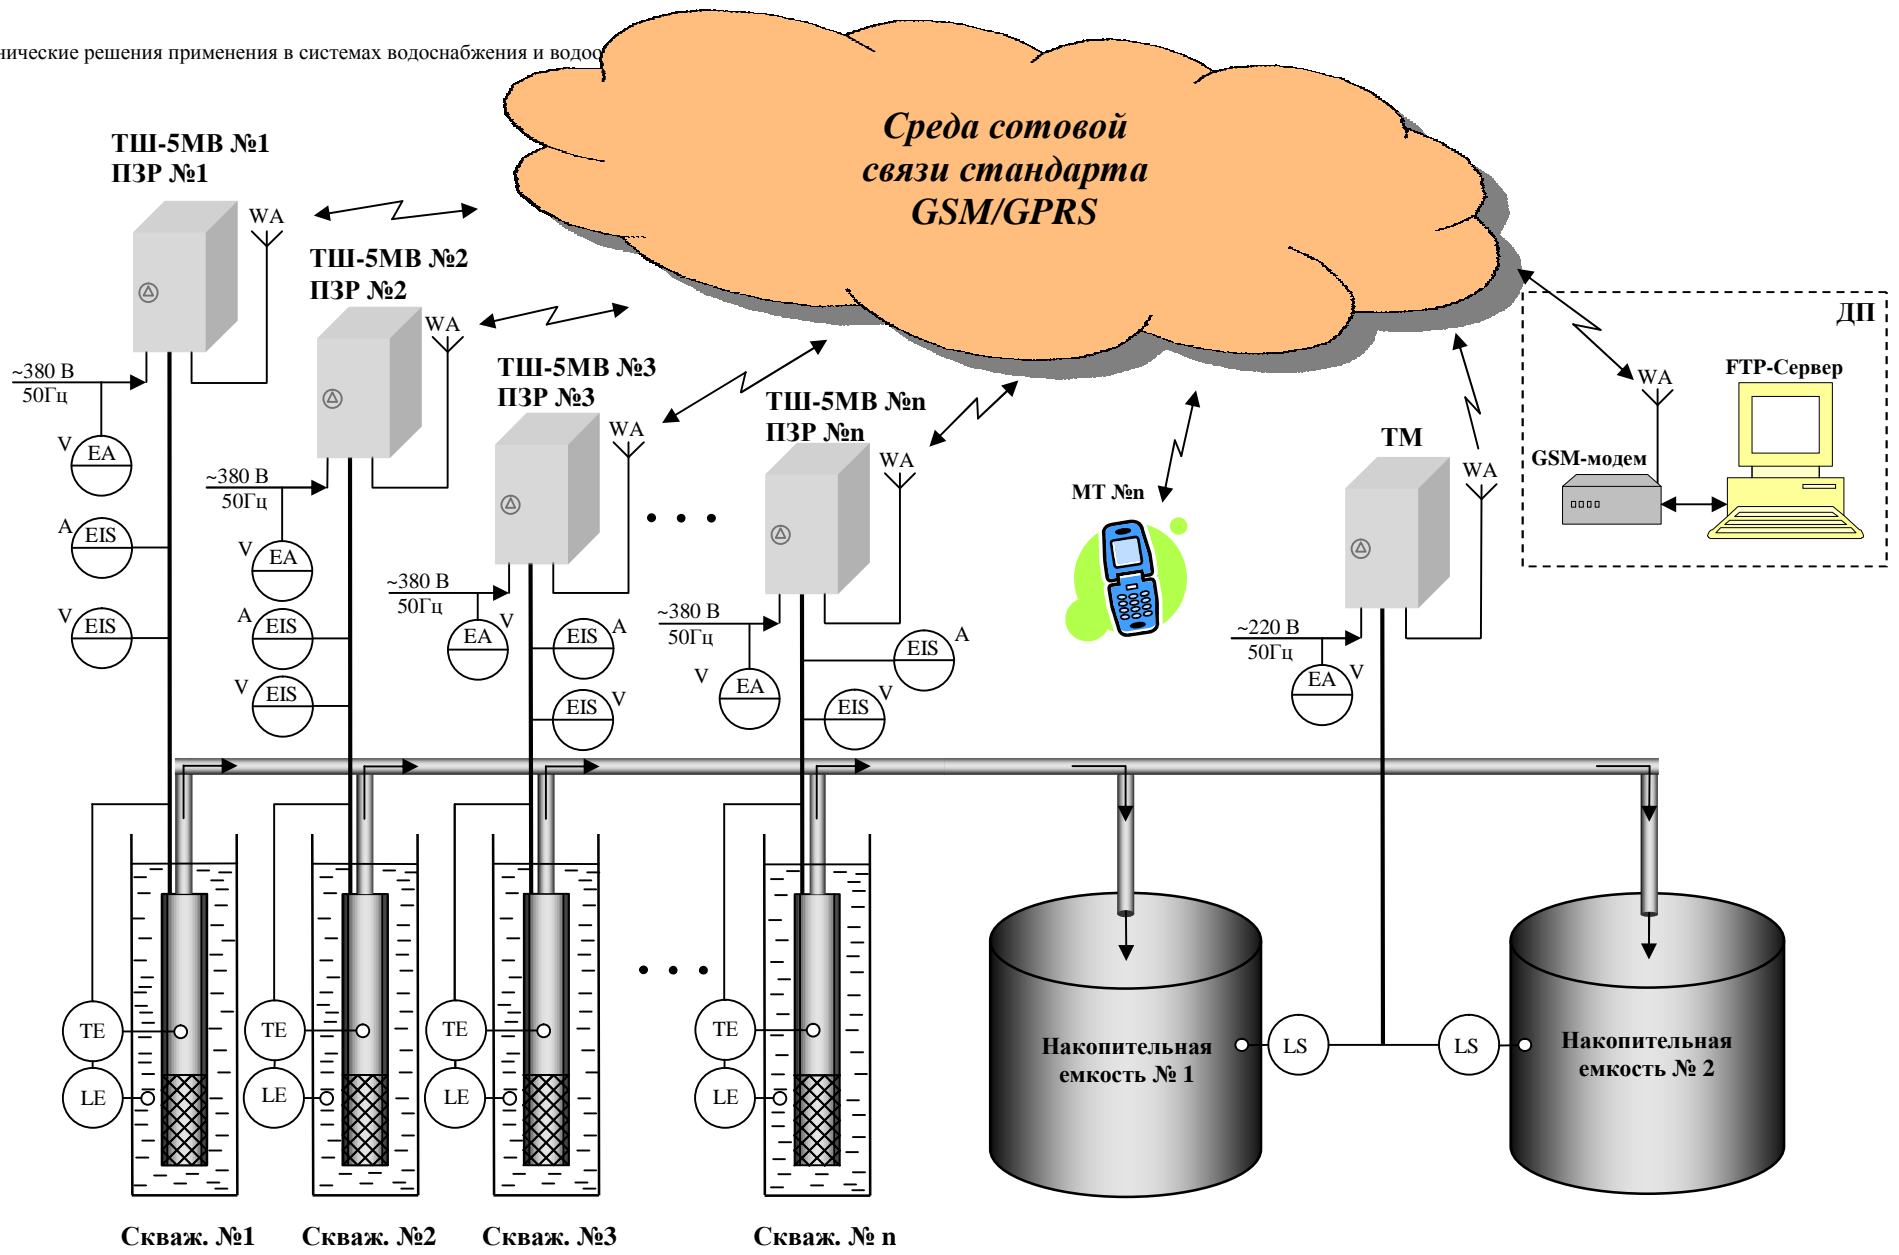 нические решения применения в системах водоснабжения и водоо
Среда сотовой
связи стандарта
GSM/GPRS
ТШ-5МВ №1
ПЗР №1
WA
~380 В
50Гц
V
EA
A
EIS
V
EIS
ТШ-5МВ №2
ПЗР №2
WA
~380 В
50Гц
V
EA
A
EIS
V
EIS
ТШ-5МВ №3
ПЗР №3
WA
~380 В
50Гц
EA
V
EIS
A
EIS
V
ТШ-5МВ №n
ПЗР №n
WA
~380 В
50Гц
V
EA
EIS
A
EIS
V
МТ №n
ТМ
WA
~220 В
50Гц
EA
V
ДП
FTP-Сервер
WA
GSM-модем
TE
LE
TE
LE
TE
LE
TE
LE
Накопительная
емкость № 1
LS
LS
Накопительная
емкость № 2
Скваж. №1
Скваж. №2
Скваж. №3
Скваж. № n